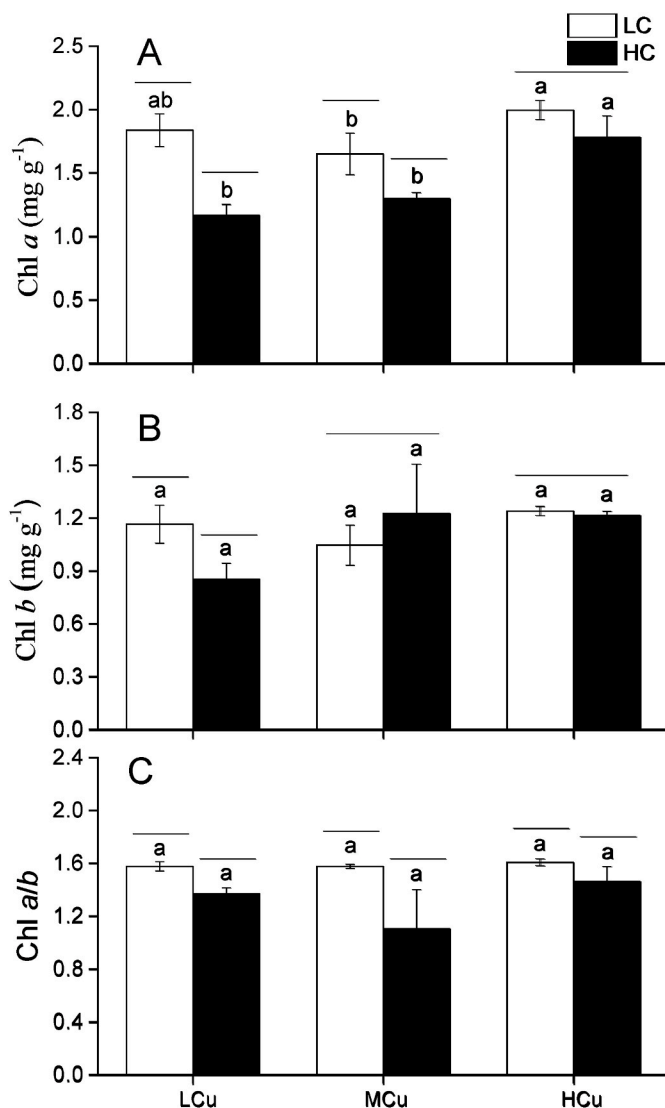 A
LC
HC
2.5
2.0
1.5
1.0
0.5
0.0
Chl a (mg g⁻¹)
ab
b
b
b
a
a
B
1.8
1.5
1.2
0.9
0.6
0.3
0.0
Chl b (mg g⁻¹)
a
a
a
a
a
a
C
2.4
2.0
1.6
1.2
0.8
0.4
0.0
Chl a/b
a
a
a
a
a
a
LCu MCu HCu